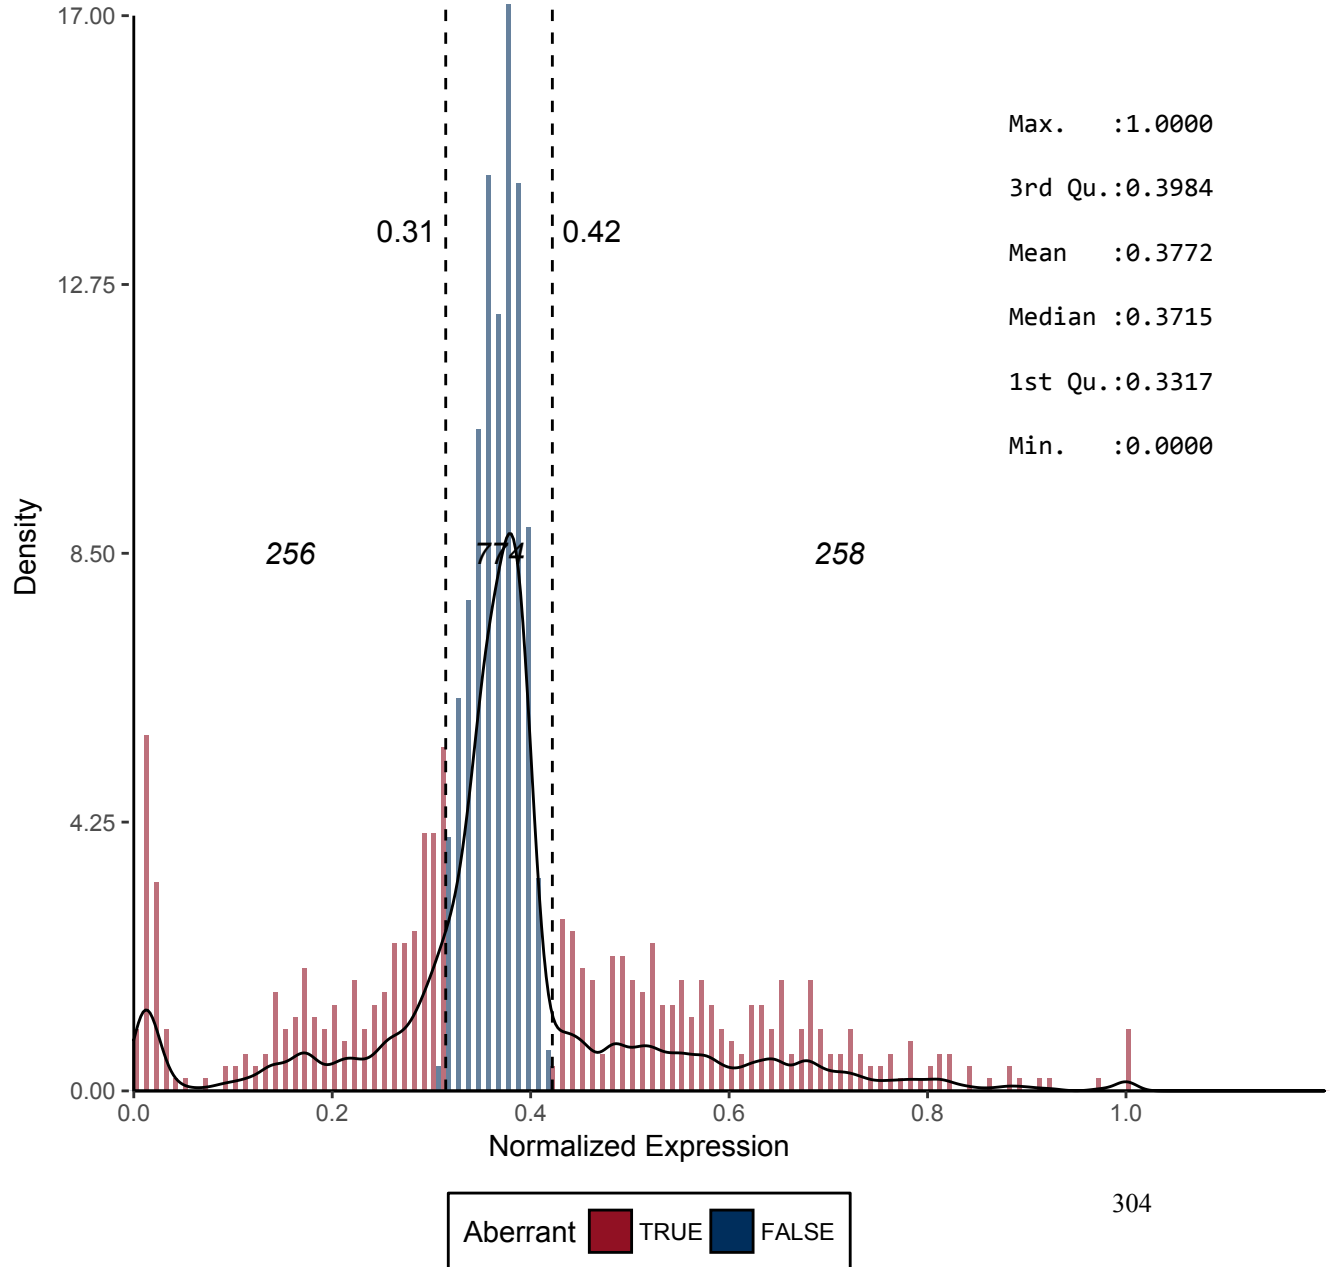 17.00
12.75
8.50
4.25
0.00
Density
0.31
0.42
256
774
258
Max. :1.0000
3rd Qu.:0.3984
Mean :0.3772
Median :0.3715
1st Qu.:0.3317
Min. :0.0000
0.0 0.2 0.4 0.6 0.8 1.0
Normalized Expression
304
Aberrant TRUE FALSE